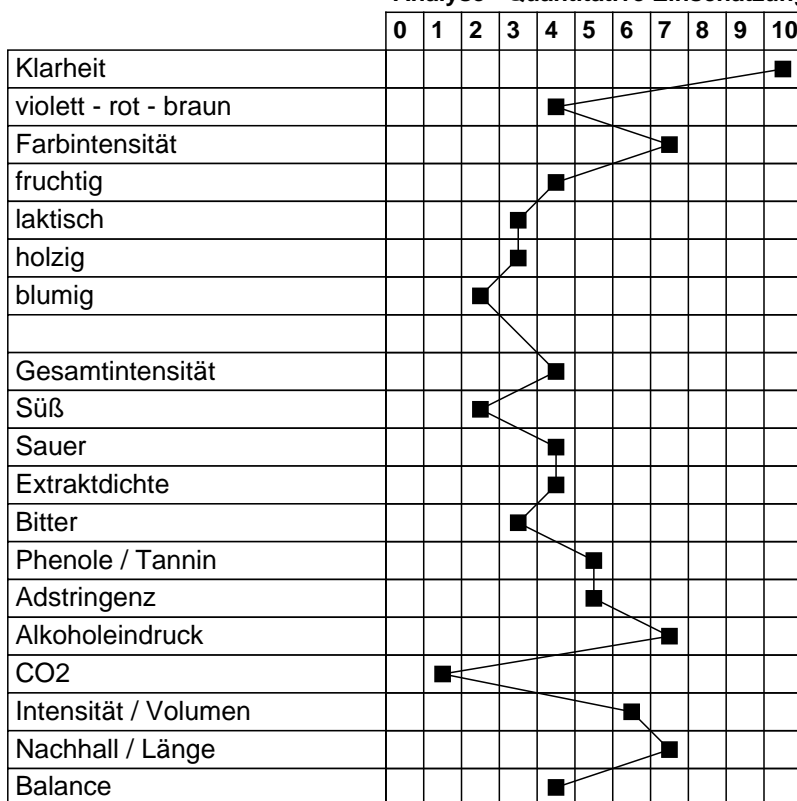 0 1 2 3 4 5 6 7 8 9 10
Klarheit
violett - rot - braun
Farbintensität
fruchtig
laktisch
holzig
blumig
Gesamtintensität
Süß
Sauer
Extraktdichte
Bitter
Phenole / Tannin
Adstringenz
Alkoholeindruck
CO2
Intensität / Volumen
Nachhall / Länge
Balance